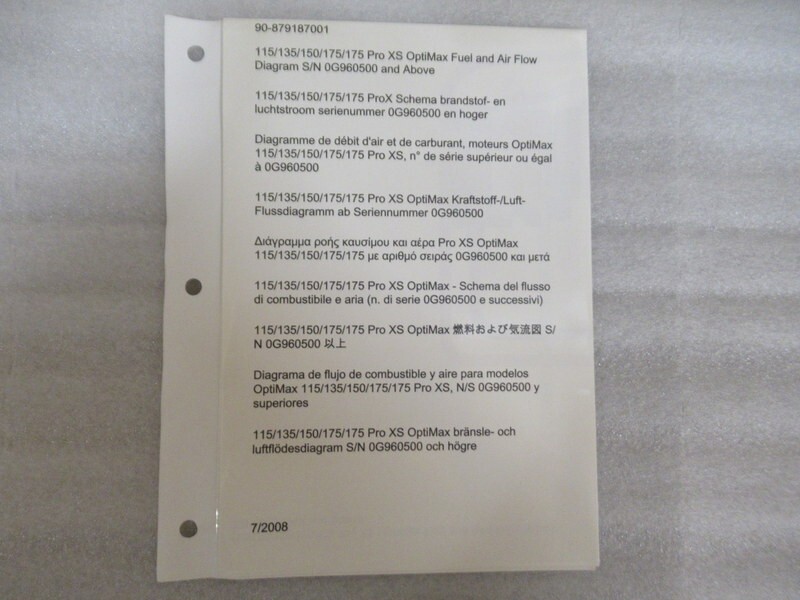 90-879187001
115/135/150/175/175 Pro XS OptiMax Fuel and Air Flow
Diagram S/N 0G960500 and Above
115/135/150/175/175 ProX Schema brandstof- en
luchtstroom serienummer 0G960500 en hoger
Diagramme de débit d'air et de carburant, moteurs OptiMax
115/135/150/175/175 Pro XS, n° de série supérieur ou égal
à 0G960500
115/135/150/175/175 Pro XS OptiMax Kraftstoff-/Luft-
Flussdiagramm ab Seriennummer 0G960500
Διάγραμμα ροής καυσίμου και αέρα Pro XS OptiMax
115/135/150/175/175 με αριθμό σειράς 0G960500 και μετά
115/135/150/175/175 Pro XS OptiMax - Schema del flusso
di combustibile e aria (n. di serie 0G960500 e successivi)
115/135/150/175/175 Pro XS OptiMax 燃料および気流図 S/
N 0G960500 以上
Diagrama de flujo de combustible y aire para modelos
OptiMax 115/135/150/175/175 Pro XS, N/S 0G960500 y
superiores
115/135/150/175/175 Pro XS OptiMax bränsle- och
luftflödesdiagram S/N 0G960500 och högre
7/2008